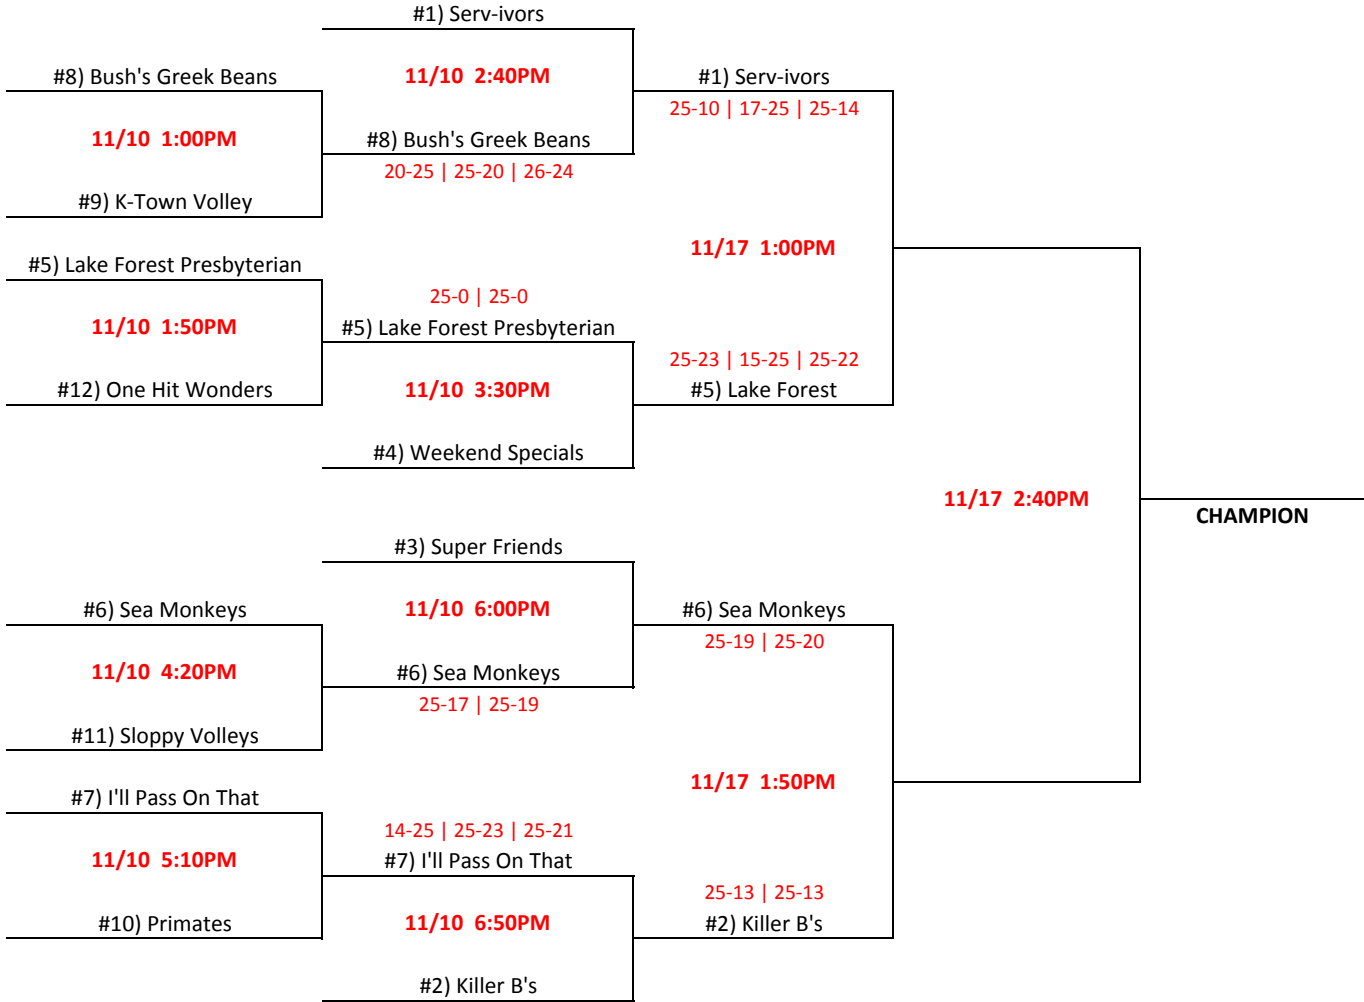 #1) Serv-ivors
#8) Bush's Greek Beans
11/10 2:40PM
#1) Serv-ivors
25-10 | 17-25 | 25-14
11/10 1:00PM
#8) Bush's Greek Beans
20-25 | 25-20 | 26-24
#9) K-Town Volley
11/17 1:00PM
#5) Lake Forest Presbyterian
25-0 | 25-0
11/10 1:50PM
#5) Lake Forest Presbyterian
25-23 | 15-25 | 25-22
#12) One Hit Wonders
11/10 3:30PM
#5) Lake Forest
#4) Weekend Specials
11/17 2:40PM
CHAMPION
#3) Super Friends
#6) Sea Monkeys
11/10 6:00PM
#6) Sea Monkeys
25-19 | 25-20
11/10 4:20PM
#6) Sea Monkeys
25-17 | 25-19
#11) Sloppy Volleys
11/17 1:50PM
#7) I'll Pass On That
14-25 | 25-23 | 25-21
11/10 5:10PM
#7) I'll Pass On That
25-13 | 25-13
#10) Primates
11/10 6:50PM
#2) Killer B's
#2) Killer B's